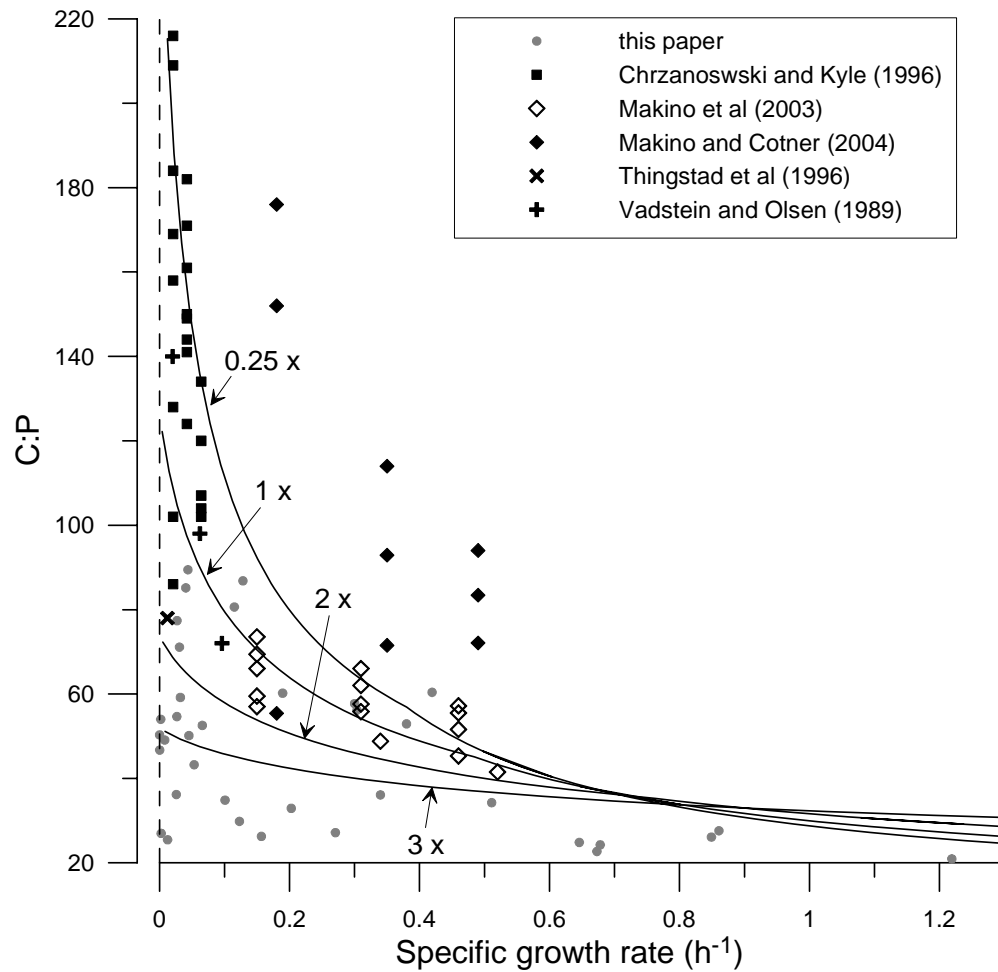 220
180
140
100
60
20
C:P
this paper
Chrzanoswski and Kyle (1996)
Makino et al (2003)
Makino and Cotner (2004)
Thingstad et al (1996)
Vadstein and Olsen (1989)
0.25 x
1 x
2 x
3 x
0 0.2 0.4 0.6 0.8 1 1.2
Specific growth rate (h-1)